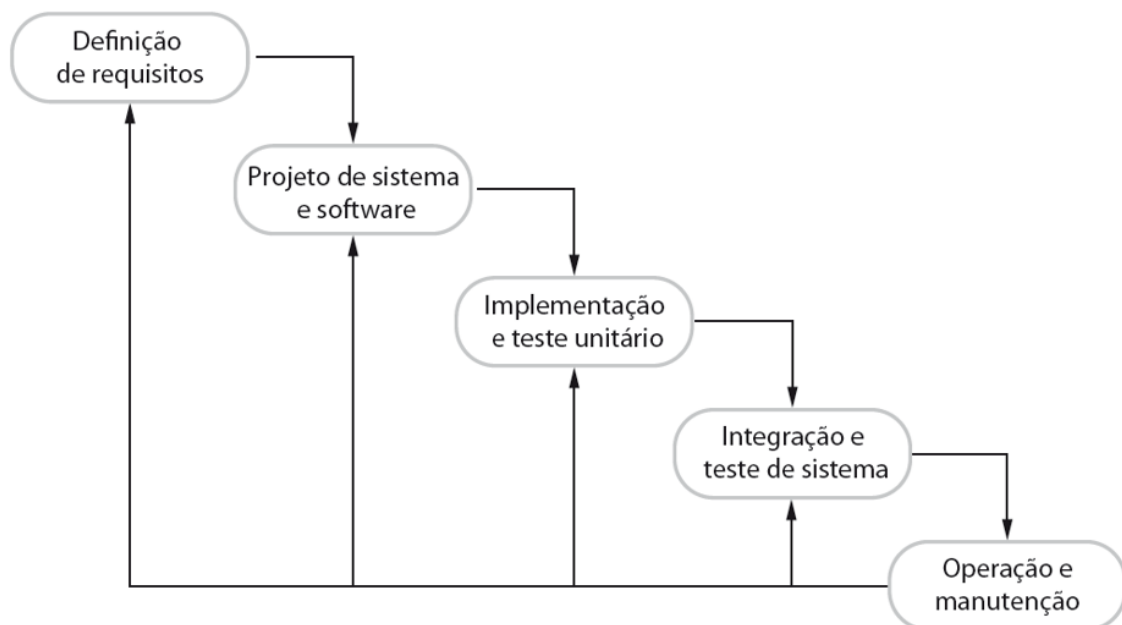 Definição
de requisitos
Projeto de sistema
e software
Implementação
e teste unitário
Integração e
teste de sistema
Operação e
manutenção